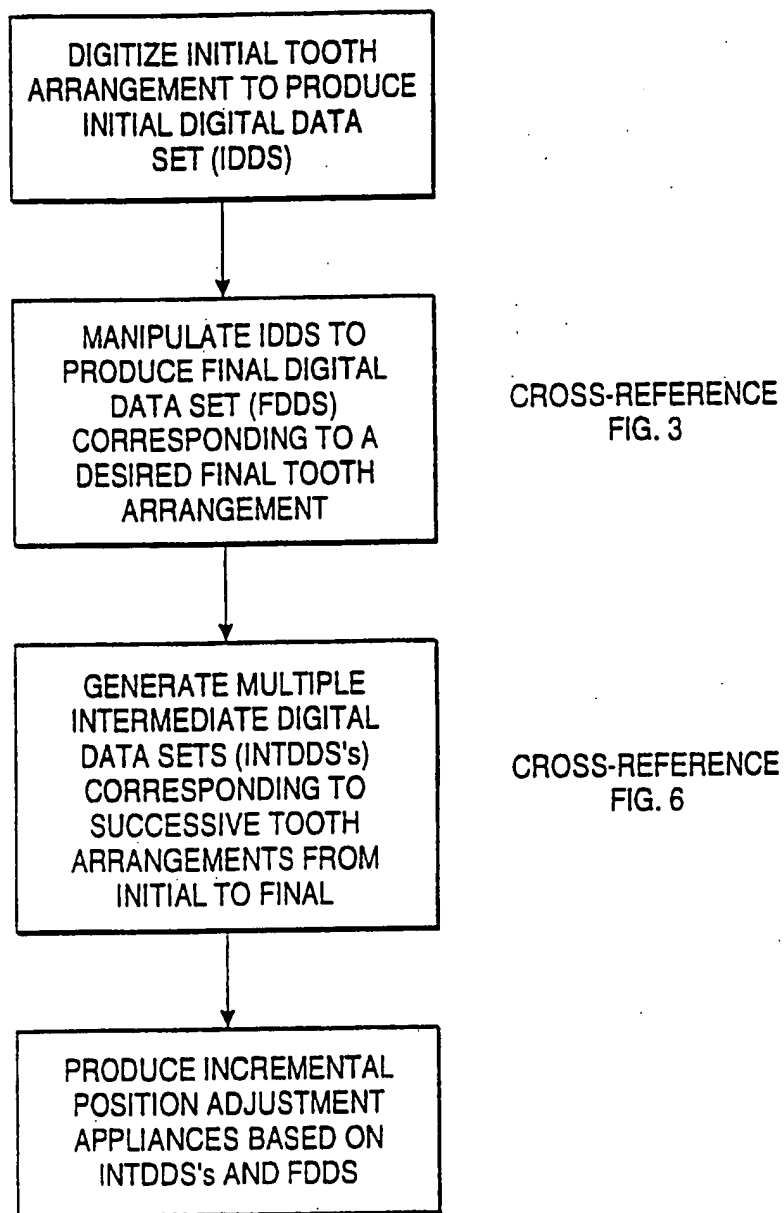 DIGITIZE INITIAL TOOTH
ARRANGEMENT TO PRODUCE
INITIAL DIGITAL DATA
SET (IDDS)
MANIPULATE IDDS TO
PRODUCE FINAL DIGITAL
DATA SET (FDDS)
CORRESPONDING TO A
DESIRED FINAL TOOTH
ARRANGEMENT
CROSS-REFERENCE
FIG. 3
GENERATE MULTIPLE
INTERMEDIATE DIGITAL
DATA SETS (INTDDS's)
CORRESPONDING TO
SUCCESSIVE TOOTH
ARRANGEMENTS FROM
INITIAL TO FINAL
CROSS-REFERENCE
FIG. 6
PRODUCE INCREMENTAL
POSITION ADJUSTMENT
APPLIANCES BASED ON
INTDDS's AND FDDS